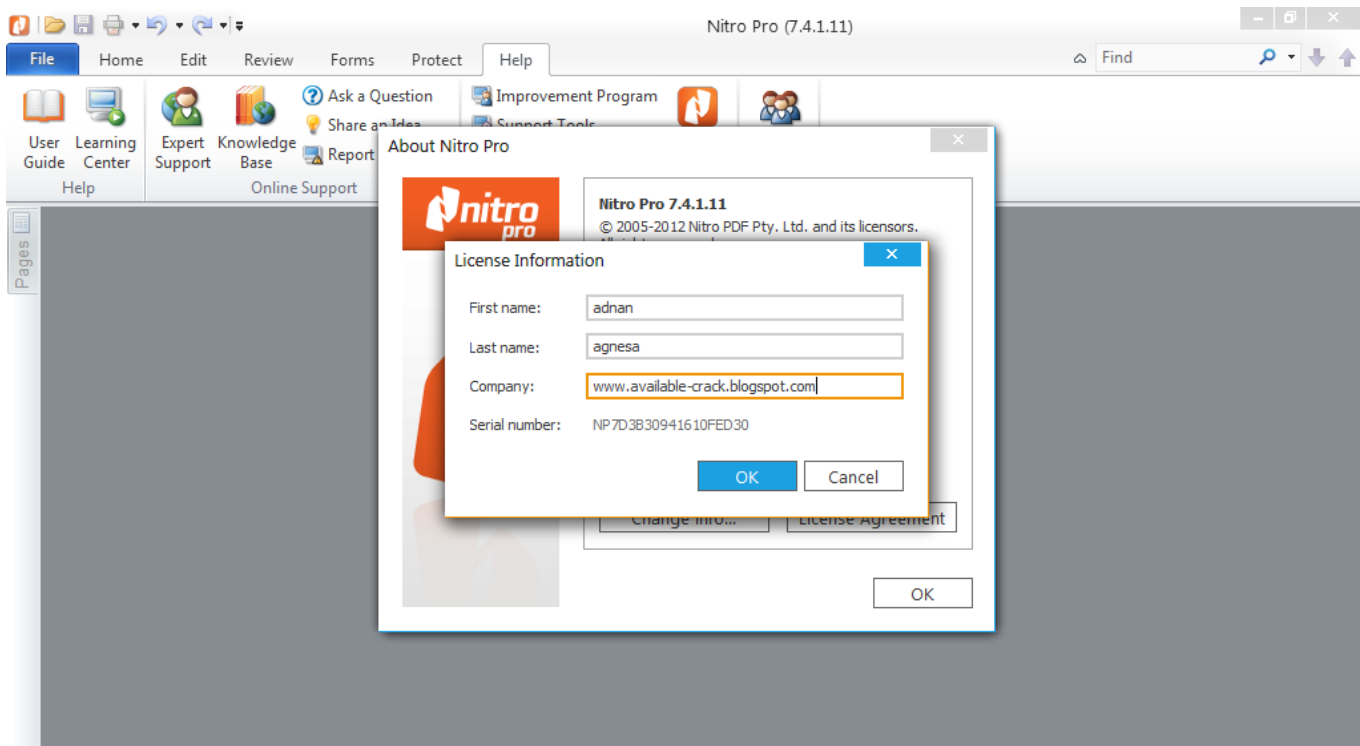 Nitro Pro (7.4.1.11)
File Home Edit Review Forms Protect Help Find
Ask a Question Improvement Program
Share an Idea Support Tools
User Guide Learning Center Expert Support Knowledge Base Report
Help Online Support
Pages
About Nitro Pro
nitro
pro
Nitro Pro 7.4.1.11
© 2005-2012 Nitro PDF Pty. Ltd. and its licensors.
License Information
First name: adnan
Last name: agnesa
Company: www.available-crack.blogspot.com
Serial number: NP7D3B30941610FED30
OK Cancel
Change Info... License Agreement
OK